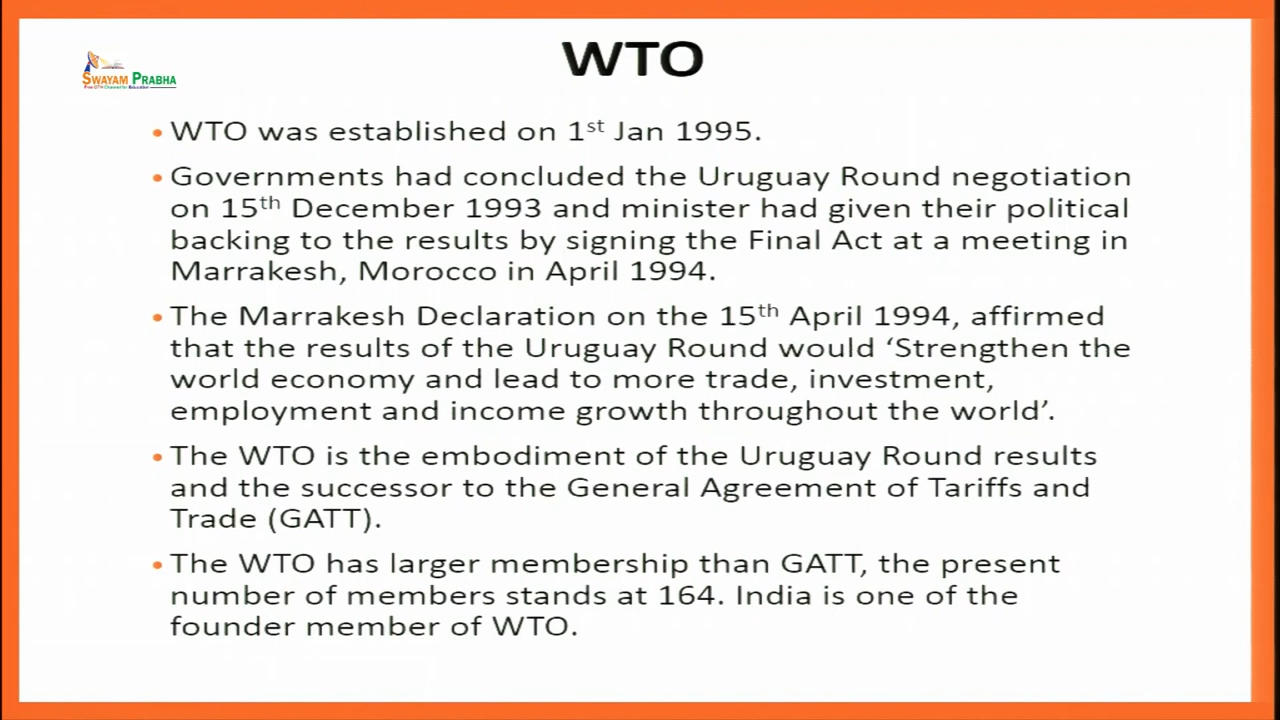 WTO
SWAYAM PRABHA
Free DTH Channel for Education
• WTO was established on 1st Jan 1995.
• Governments had concluded the Uruguay Round negotiation
on 15th December 1993 and minister had given their political
backing to the results by signing the Final Act at a meeting in
Marrakesh, Morocco in April 1994.
• The Marrakesh Declaration on the 15th April 1994, affirmed
that the results of the Uruguay Round would ‘Strengthen the
world economy and lead to more trade, investment,
employment and income growth throughout the world’.
• The WTO is the embodiment of the Uruguay Round results
and the successor to the General Agreement of Tariffs and
Trade (GATT).
• The WTO has larger membership than GATT, the present
number of members stands at 164. India is one of the
founder member of WTO.